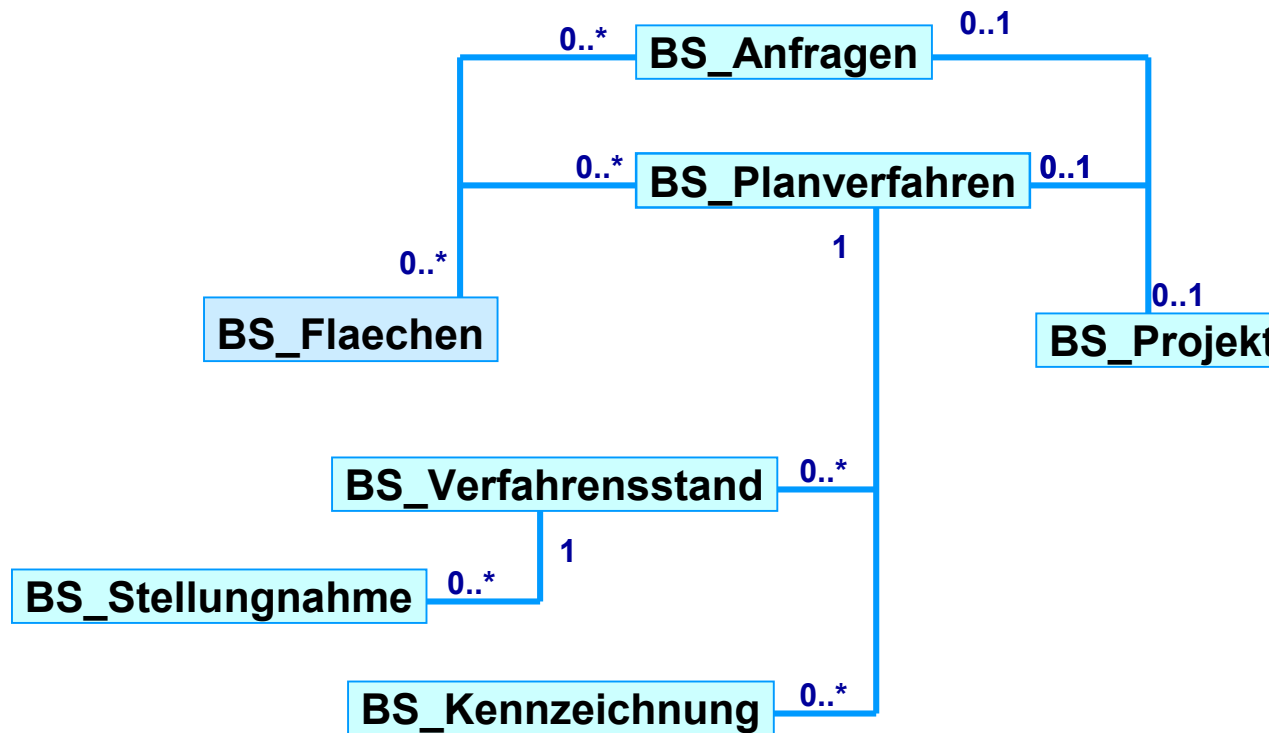 0..*
BS_Anfragen
0..1
0..*
BS_Planverfahren
0..1
0..*
1
0..1
BS_Flaechen
BS_Projekt
BS_Verfahrensstand
0..*
1
BS_Stellungnahme
0..*
BS_Kennzeichnung
0..*